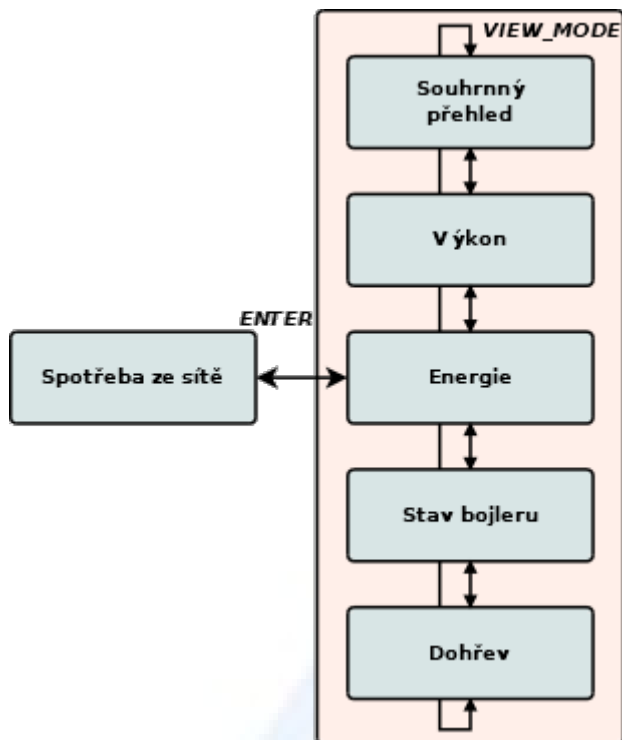 VIEW_MODE
Souhrnný
přehled
Výkon
ENTER
Spotřeba ze sítě
Energie
Stav bojleru
Dohřev